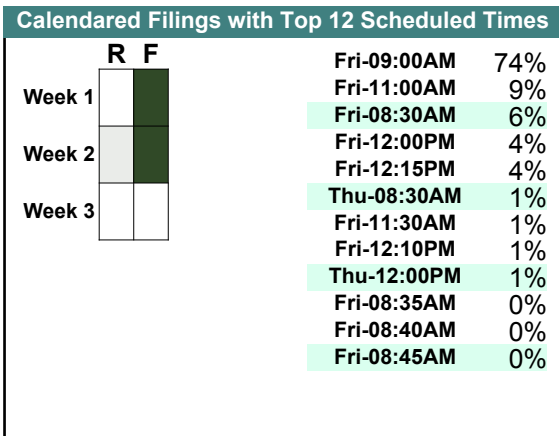 Calendared Filings with Top 12 Scheduled Times
R F
Week 1
Week 2
Week 3
Fri-09:00AM 74%
Fri-11:00AM 9%
Fri-08:30AM 6%
Fri-12:00PM 4%
Fri-12:15PM 4%
Thu-08:30AM 1%
Fri-11:30AM 1%
Fri-12:10PM 1%
Thu-12:00PM 1%
Fri-08:35AM 0%
Fri-08:40AM 0%
Fri-08:45AM 0%